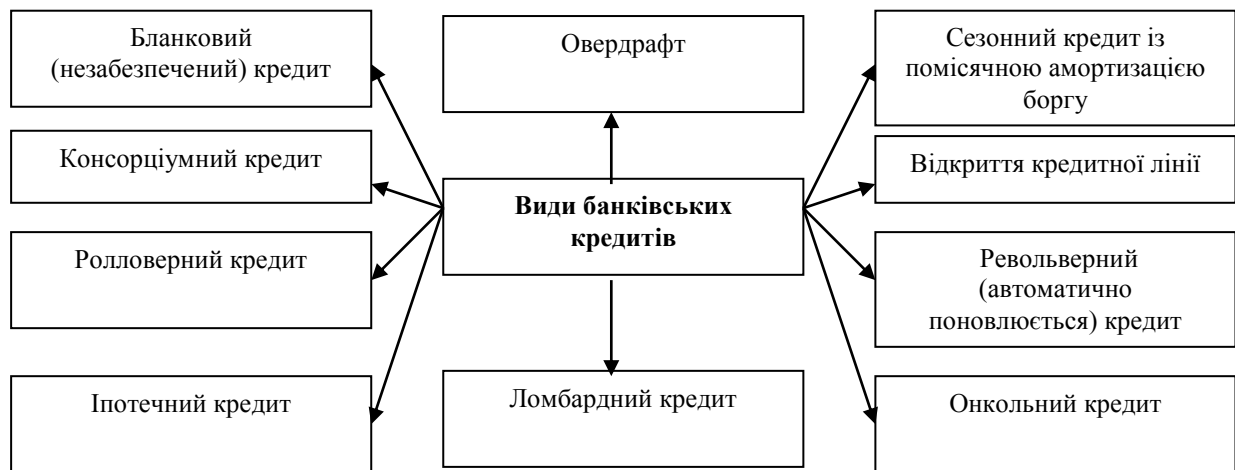 Бланковий
(незабезпечений) кредит
Овердрафт
Сезонний кредит із
помісячною амортизацією
боргу
Консорціумний кредит
Відкриття кредитної лінії
Види банківських
кредитів
Ролловерний кредит
Револьверний
(автоматично
поновлюється) кредит
Іпотечний кредит
Ломбардний кредит
Онкольний кредит